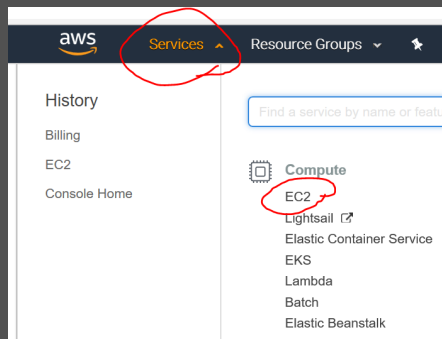 aws
Services
Resource Groups
History
Billing
EC2
Console Home
Find a service by name or featu
Compute
EC2
Lightsail
Elastic Container Service
EKS
Lambda
Batch
Elastic Beanstalk